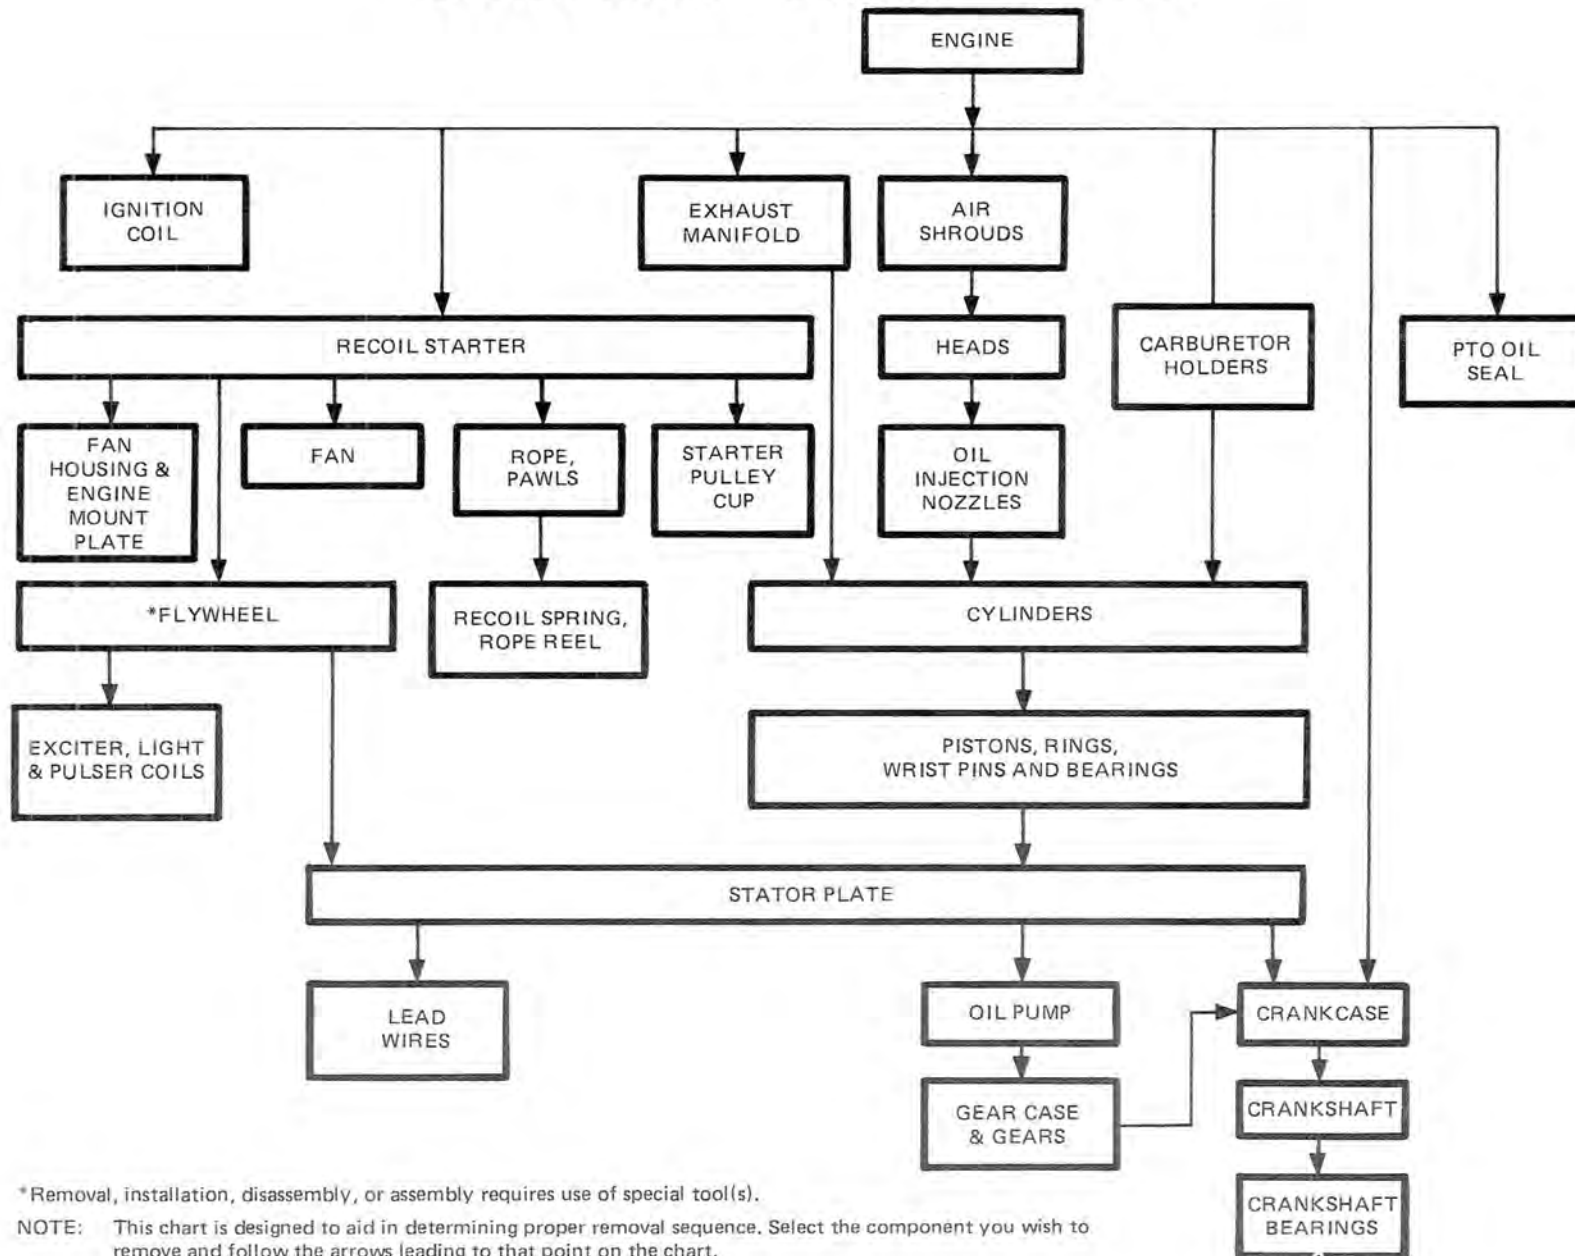 ENGINE
IGNITION
COIL
EXHAUST
MANIFOLD
AIR
SHROUDS
RECOIL STARTER
HEADS
CARBURETOR
HOLDERS
PTO OIL
SEAL
FAN
HOUSING &
ENGINE
MOUNT
PLATE
FAN
ROPE,
PAWLS
STARTER
PULLEY
CUP
OIL
INJECTION
NOZZLES
*FLYWHEEL
RECOIL SPRING,
ROPE REEL
CYLINDERS
EXCITER, LIGHT
& PULSER COILS
PISTONS, RINGS,
WRIST PINS AND BEARINGS
STATOR PLATE
LEAD
WIRES
OIL PUMP
CRANKCASE
GEAR CASE
& GEARS
CRANKSHAFT
CRANKSHAFT
BEARINGS
*Removal, installation, disassembly, or assembly requires use of special tool(s).
NOTE: This chart is designed to aid in determining proper removal sequence. Select the component you wish to
remove and follow the arrows leading to that point on the chart.